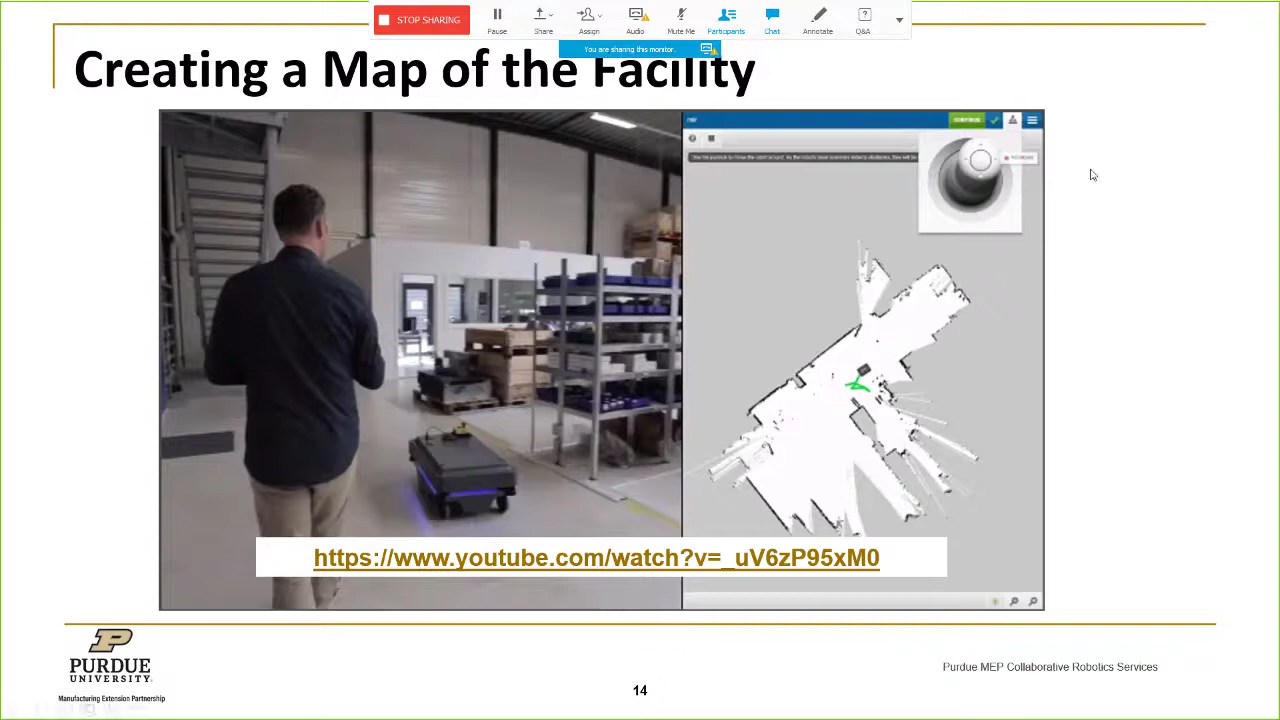 STOP SHARING
Pause
Share
Assign
Audio
Mute Me
Participants
Chat
Annotate
Q&A
You are sharing this monitor.
Creating a Map of the Facility
CONTINUE
https://www.youtube.com/watch?v=_uV6zP95xM0
PURDUE
UNIVERSITY
Manufacturing Extension Partnership
14
Purdue MEP Collaborative Robotics Services